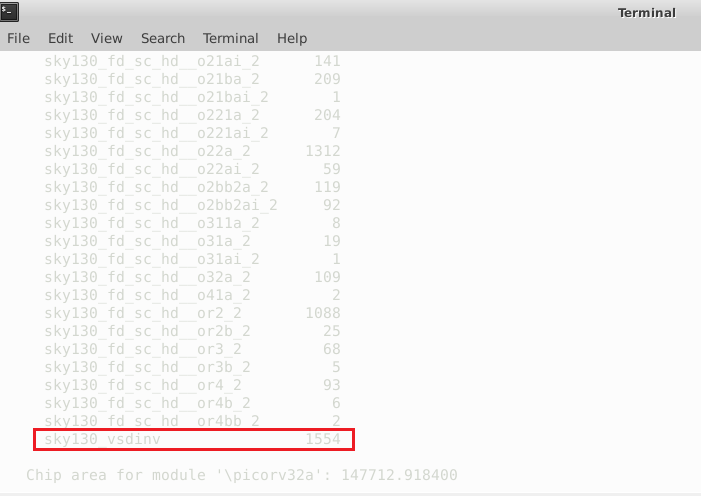 Terminal
File Edit View Search Terminal Help
sky130_fd_sc_hd__o21ai_2 141
sky130_fd_sc_hd__o21ba_2 209
sky130_fd_sc_hd__o21bai_2 1
sky130_fd_sc_hd__o221a_2 204
sky130_fd_sc_hd__o221ai_2 7
sky130_fd_sc_hd__o22a_2 1312
sky130_fd_sc_hd__o22ai_2 59
sky130_fd_sc_hd__o2bb2a_2 119
sky130_fd_sc_hd__o2bb2ai_2 92
sky130_fd_sc_hd__o311a_2 8
sky130_fd_sc_hd__o31a_2 19
sky130_fd_sc_hd__o31ai_2 1
sky130_fd_sc_hd__o32a_2 109
sky130_fd_sc_hd__o41a_2 2
sky130_fd_sc_hd__or2_2 1088
sky130_fd_sc_hd__or2b_2 25
sky130_fd_sc_hd__or3_2 68
sky130_fd_sc_hd__or3b_2 5
sky130_fd_sc_hd__or4_2 93
sky130_fd_sc_hd__or4b_2 6
sky130_fd_sc_hd__or4bb_2 2
sky130_vsdinv 1554
Chip area for module '\picorv32a': 147712.918400